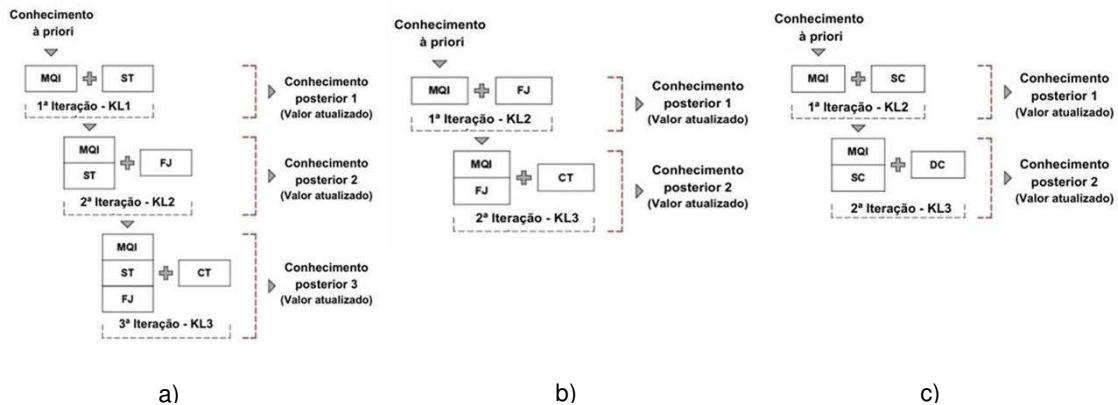 Conhecimento
à priori
MQI
ST
1ª Iteração - KL1
Conhecimento
posterior 1
(Valor atualizado)
MQI
ST
FJ
2ª Iteração - KL2
Conhecimento
posterior 2
(Valor atualizado)
MQI
ST
FJ
CT
3ª Iteração - KL3
Conhecimento
posterior 3
(Valor atualizado)
a)
Conhecimento
à priori
MQI
FJ
1ª Iteração - KL2
Conhecimento
posterior 1
(Valor atualizado)
MQI
FJ
CT
2ª Iteração - KL3
Conhecimento
posterior 2
(Valor atualizado)
b)
Conhecimento
à priori
MQI
SC
1ª Iteração - KL2
Conhecimento
posterior 1
(Valor atualizado)
MQI
SC
DC
2ª Iteração - KL3
Conhecimento
posterior 2
(Valor atualizado)
c)